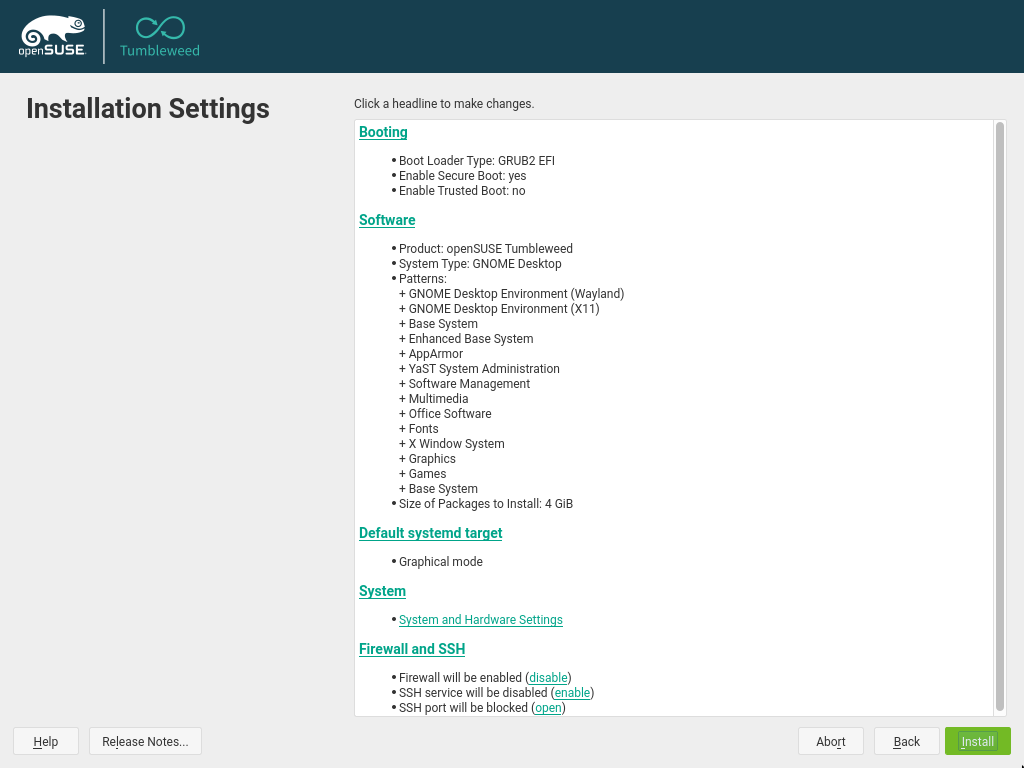 openSUSE
Tumbleweed
Installation Settings
Click a headline to make changes.
Booting
• Boot Loader Type: GRUB2 EFI
• Enable Secure Boot: yes
• Enable Trusted Boot: no
Software
• Product: openSUSE Tumbleweed
• System Type: GNOME Desktop
• Patterns:
+ GNOME Desktop Environment (Wayland)
+ GNOME Desktop Environment (X11)
+ Base System
+ Enhanced Base System
+ AppArmor
+ YaST System Administration
+ Software Management
+ Multimedia
+ Office Software
+ Fonts
+ X Window System
+ Graphics
+ Games
+ Base System
• Size of Packages to Install: 4 GiB
Default systemd target
• Graphical mode
System
• System and Hardware Settings
Firewall and SSH
• Firewall will be enabled (disable)
• SSH service will be disabled (enable)
• SSH port will be blocked (open)
Help Release Notes... Abort Back Install